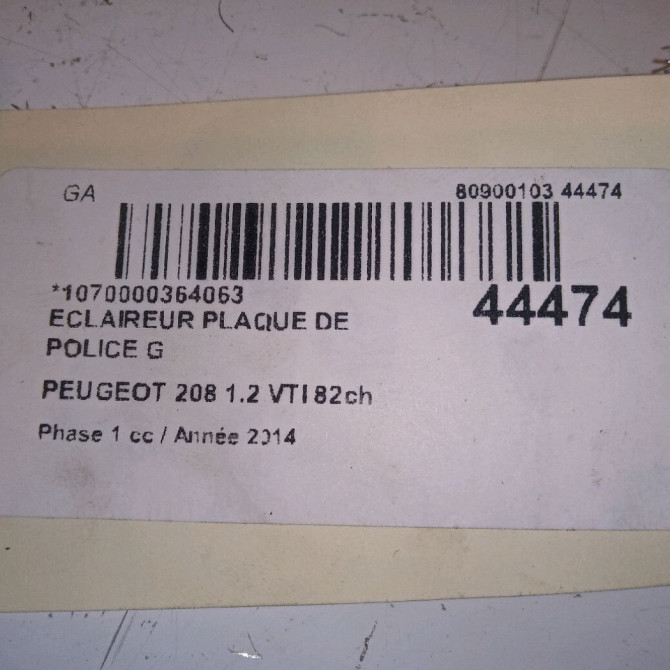 GA
80900103 44474
*1070000364063
44474
ECLAIREUR PLAQUE DE
POLICE G
PEUGEOT 208 1.2 VTI 82ch
Phase 1 cc / Année 2014